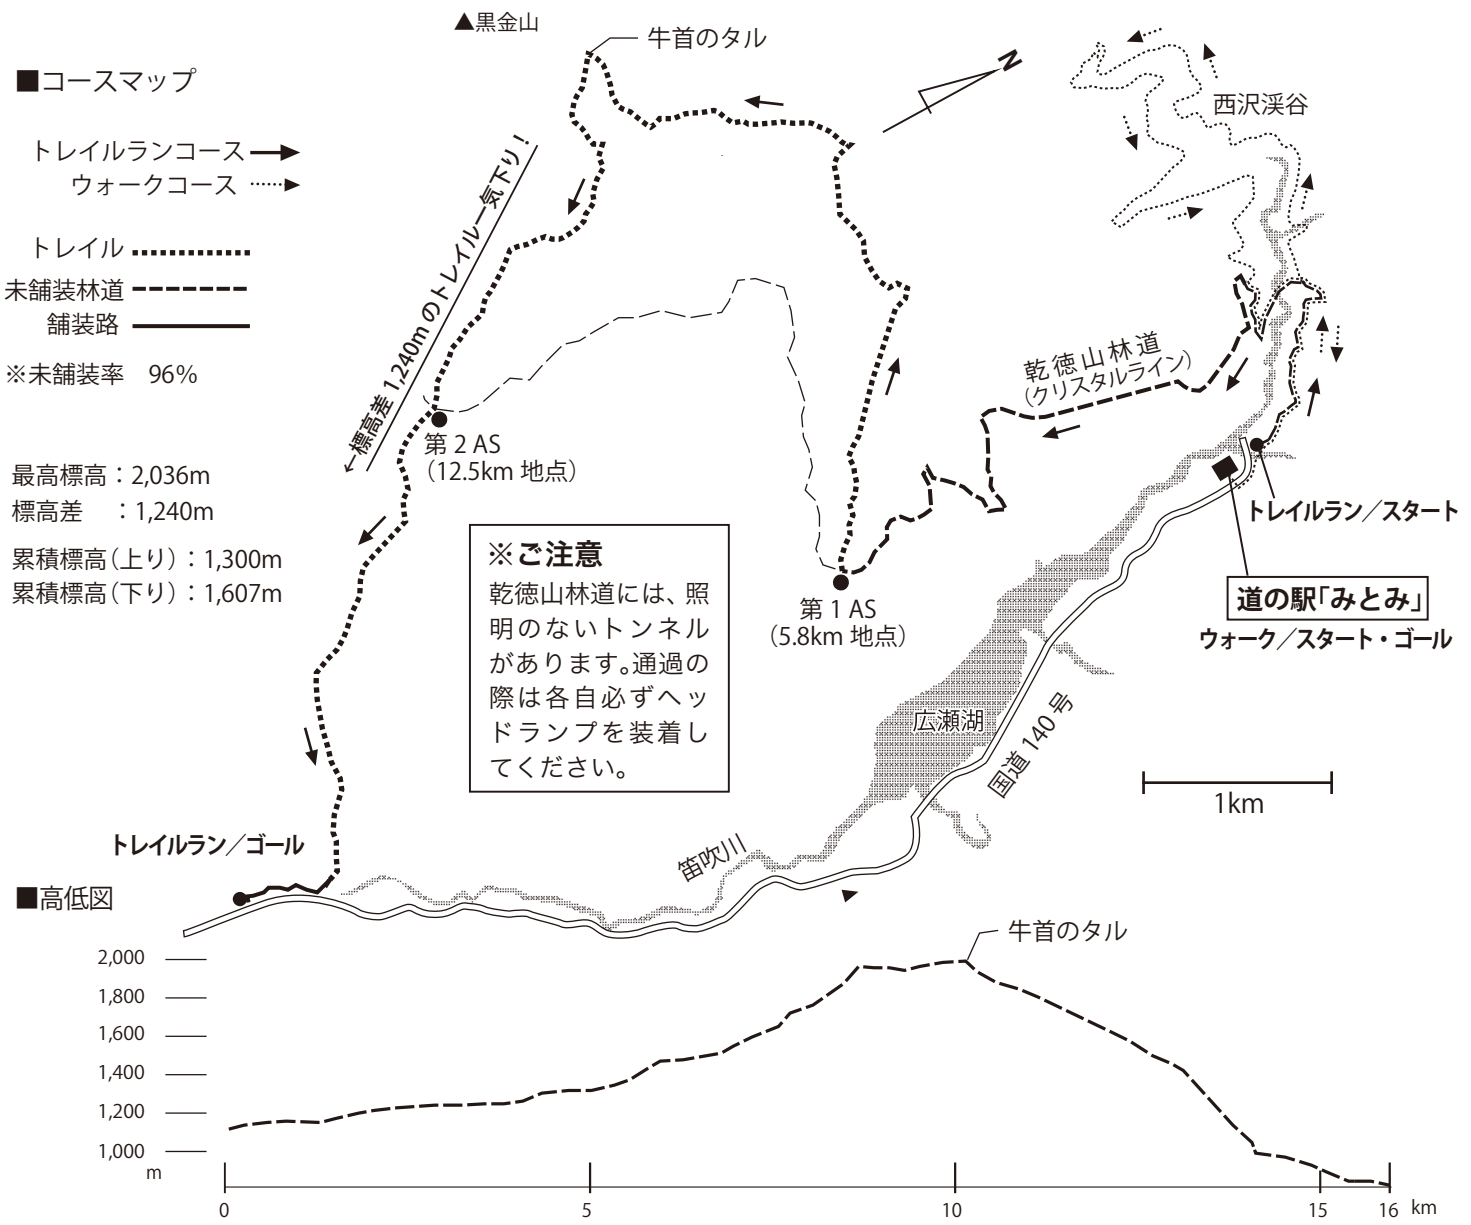 ▲黒金山
牛首のタル
N
■コースマップ
西沢渓谷
トレイルランコース
ウォークコース
トレイル
未舗装林道
舗装路
※未舗装率 96%
←標高差 1,240m のトレイル一気下り!
乾徳山林道
（クリスタルライン）
第 2 AS
（12.5km 地点）
最高標高：2,036m
標高差 ：1,240m
累積標高（上り）：1,300m
累積標高（下り）：1,607m
トレイルラン／スタート
※ご注意
乾徳山林道には、照
明のないトンネル
があります。通過の
際は各自必ずヘッ
ドランプを装着し
てください。
第 1 AS
（5.8km 地点）
道の駅「みとみ」
ウォーク／スタート・ゴール
広瀬湖
国道 140 号
1km
笛吹川
トレイルラン／ゴール
■高低図
牛首のタル
2,000
1,800
1,600
1,400
1,200
1,000
m
0 5 10 15 16 km